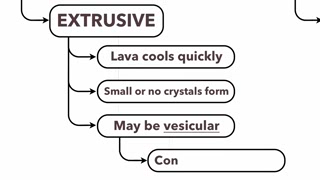 EXTRUSIVE
Lava cools quickly
Small or no crystals form
May be vesicular
Con